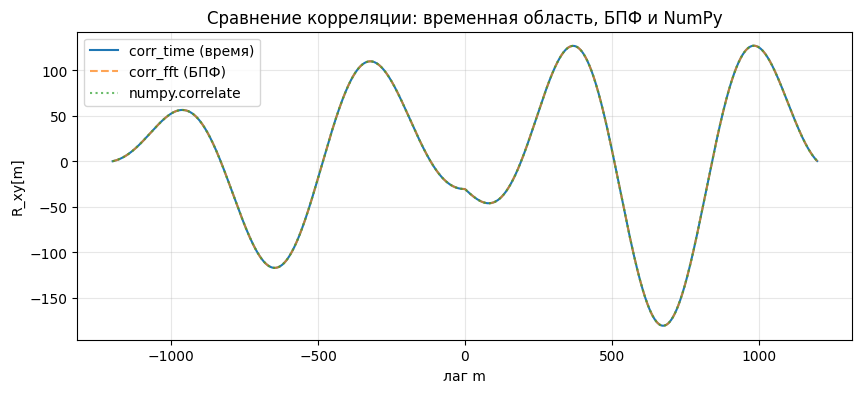 Сравнение корреляции: временная область, БПФ и NumPy
corr_time (время)
corr_fft (БПФ)
numpy.correlate
R_xy[m]
100
50
0
−50
−100
−150
−1000
−500
0
500
1000
лаг m